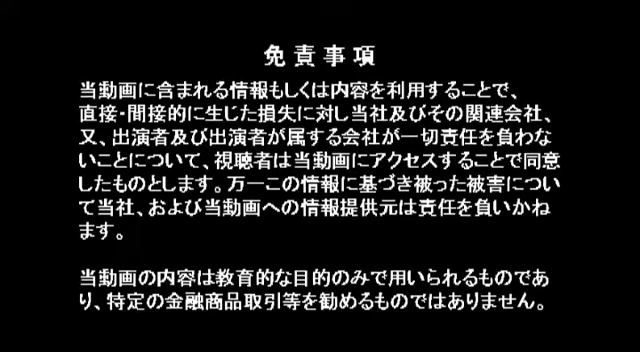 免責事項
当動画に含まれる情報もしくは内容を利用することで、
直接・間接的に生じた損失に対し当社及びその関連会社、
又、出演者及び出演者が属する会社が一切責任を負わな
いことについて、視聴者は当動画にアクセスすることで同意
したものとします。万一この情報に基づき被った被害につい
て当社、および当動画への情報提供元は責任を負いかね
ます。
当動画の内容は教育的な目的のみで用いられるものであ
り、特定の金融商品取引等を勧めるものではありません。